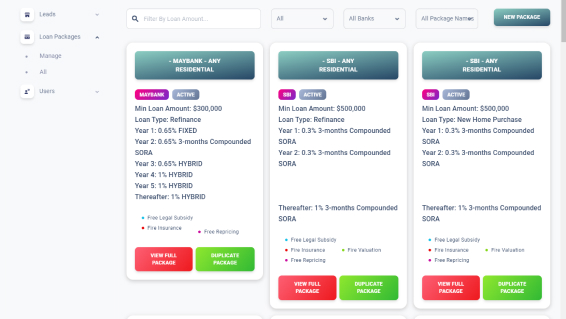 Leads
Loan Packages
Manage
All
Users
Filter By Loan Amount...
All
All Banks
All Package Names
NEW PACKAGE
- MAYBANK - ANY
RESIDENTIAL
MAYBANK
ACTIVE
Min Loan Amount: $300,000
Loan Type: Refinance
Year 1: 0.65% FIXED
Year 2: 0.65% 3-months Compounded
SORA
Year 3: 0.65% HYBRID
Year 4: 1% HYBRID
Year 5: 1% HYBRID
Thereafter: 1% HYBRID
Free Legal Subsidy
Fire Insurance
Free Repricing
VIEW FULL
PACKAGE
DUPLICATE
PACKAGE
- SBI - ANY
RESIDENTIAL
SBI
ACTIVE
Min Loan Amount: $500,000
Loan Type: Refinance
Year 1: 0.3% 3-months Compounded
SORA
Year 2: 0.3% 3-months Compounded
SORA
Thereafter: 1% 3-months Compounded
SORA
Free Legal Subsidy
Fire Insurance
Fire Valuation
Free Repricing
VIEW FULL
PACKAGE
DUPLICATE
PACKAGE
- SBI - ANY
RESIDENTIAL
SBI
ACTIVE
Min Loan Amount: $500,000
Loan Type: New Home Purchase
Year 1: 0.3% 3-months Compounded
SORA
Year 2: 0.3% 3-months Compounded
SORA
Thereafter: 1% 3-months Compounded
SORA
Free Legal Subsidy
Fire Insurance
Fire Valuation
Free Repricing
VIEW FULL
PACKAGE
DUPLICATE
PACKAGE